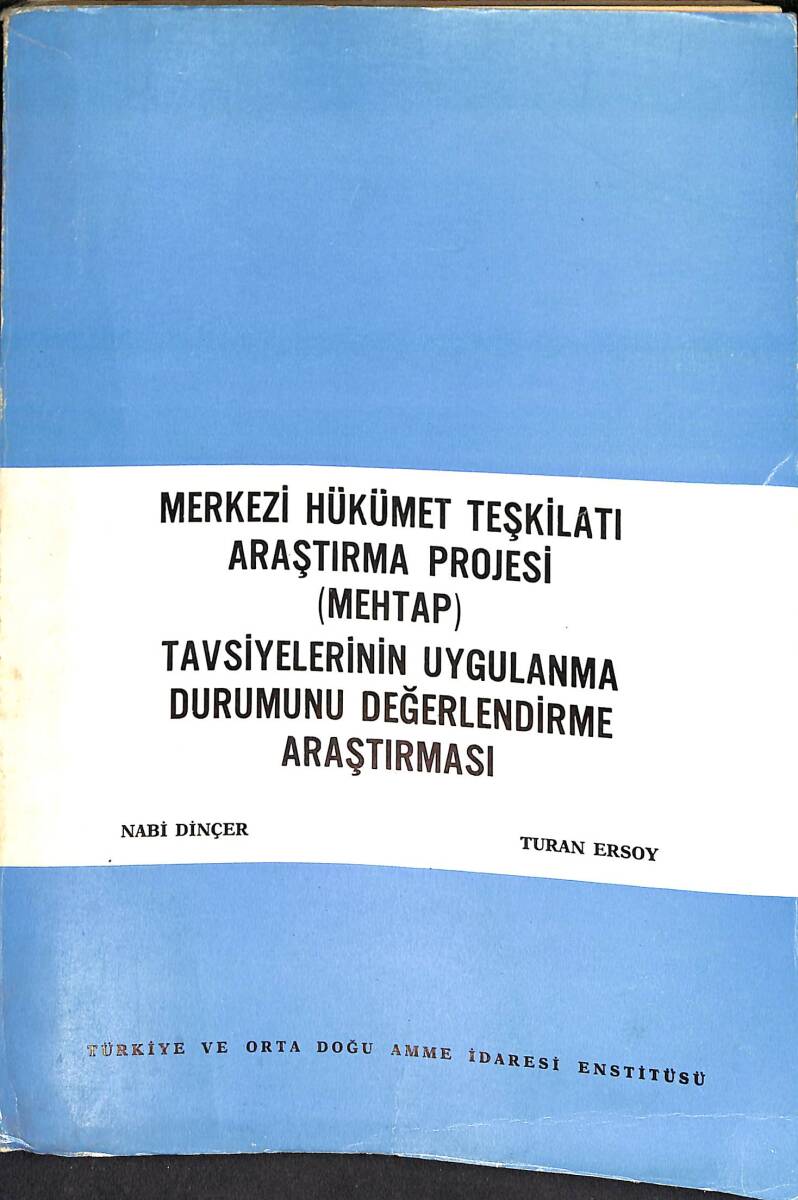 MERKEZİ HÜKÜMET TEŞKİLATI
ARAŞTIRMA PROJESİ
(MEHTAP)
TAVSİYELERİNİN UYGULANMA
DURUMUNU DEĞERLENDİRME
ARAŞTIRMASI
NABİ DİNÇER
TURAN ERSOY
TÜRKİYE VE ORTA DOĞU AMME İDARESİ ENSTİTÜSÜ